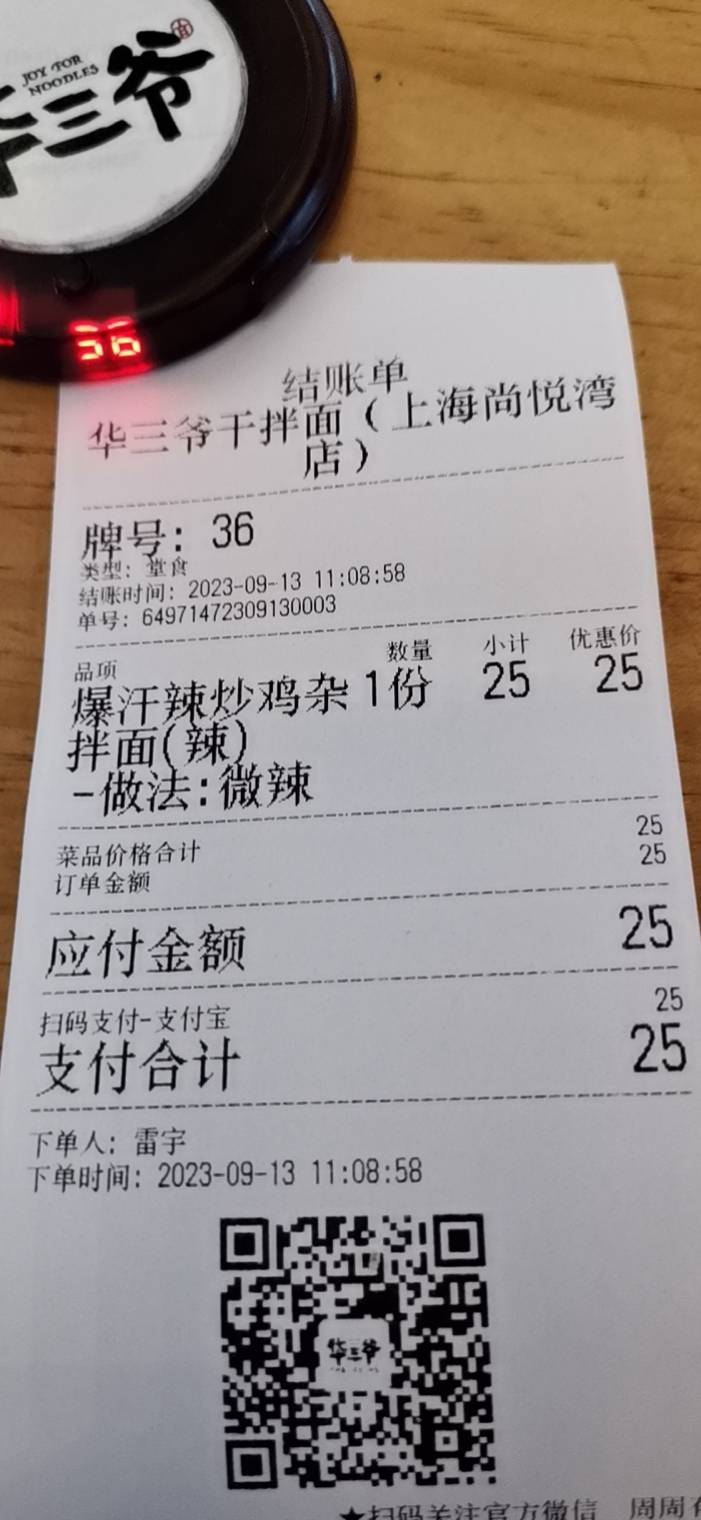 JOY FOR
NOODLES
华三爷
56
结账单
华三爷干拌面（上海尚悦湾
店）
牌号：36
类型：堂食
结账时间：2023-09-13 11:08:58
单号：64971472309130003
品项 数量 小计 优惠价
爆汗辣炒鸡杂 1份 25 25
拌面(辣)
-做法：微辣
菜品价格合计 25
订单金额 25
应付金额 25
扫码支付-支付宝 25
支付合计 25
下单人：雷宇
下单时间：2023-09-13 11:08:58
华三爷
★扫码关注官方微信 周周有